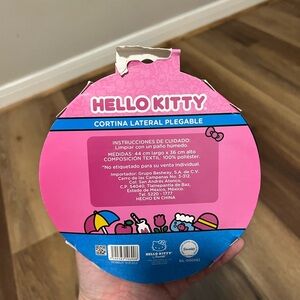 HELLO KITTY
CORTINA LATERAL PLEGABLE
INSTRUCCIONES DE CUIDADO:
Limpiar con un paño húmedo.
MEDIDAS: 44 cm largo x 36 cm alto
COMPOSICIÓN TEXTIL: 100% poliéster.
*No etiquetado para su venta individual.
Importador: Grupo Bestway, S.A. de C.V.
Cerro de las Campanas No. 3-312,
Col. San Andrés Atenco,
C.P. 54040, Tlalnepantla de Baz,
Estado de México, México.
Tel: 5220 - 1777
HECHO EN CHINA
HELLO KITTY